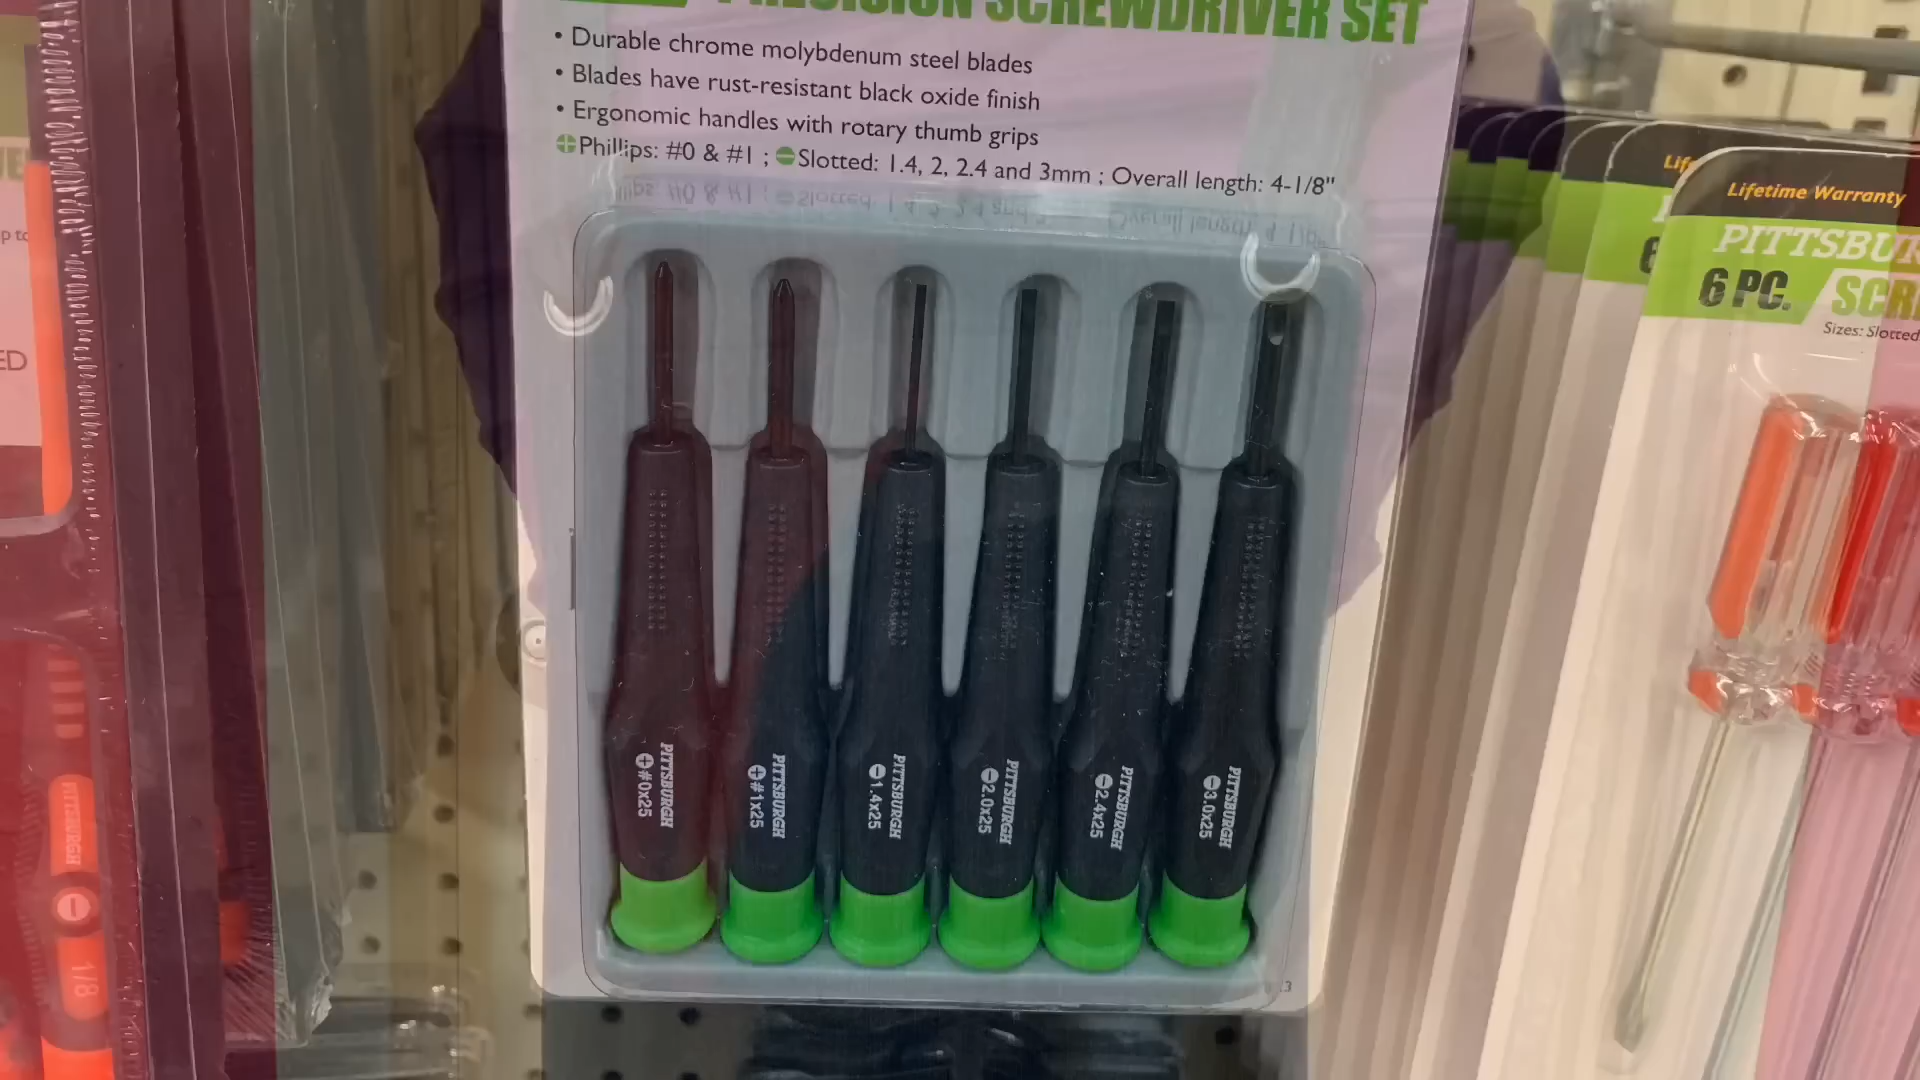 PRECISION SCREWDRIVER SET
• Durable chrome molybdenum steel blades
• Blades have rust-resistant black oxide finish
• Ergonomic handles with rotary thumb grips
Phillips: #0 & #1 ; Slotted: 1.4, 2, 2.4 and 3mm ; Overall length: 4-1/8"
PITTSBURGH
#0x25
PITTSBURGH
#1x25
PITTSBURGH
1.4x25
PITTSBURGH
2.0x25
PITTSBURGH
2.4x25
PITTSBURGH
3.0x25
Lifetime Warranty
PITTSBUR
6 PC. SCR
Sizes: Slotted
PITTSBURGH
1/8